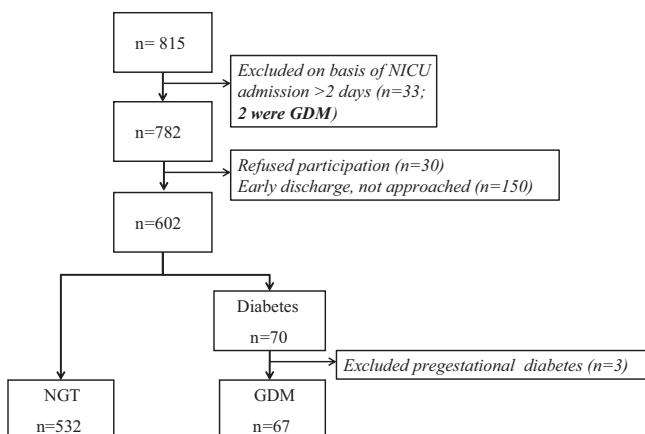 n= 815
Excluded on basis of NICU
admission >2 days (n=33;
2 were GDM)
n=782
Refused participation (n=30)
Early discharge, not approached (n=150)
n=602
Diabetes
n=70
Excluded pregestational diabetes (n=3)
NGT
n=532
GDM
n=67